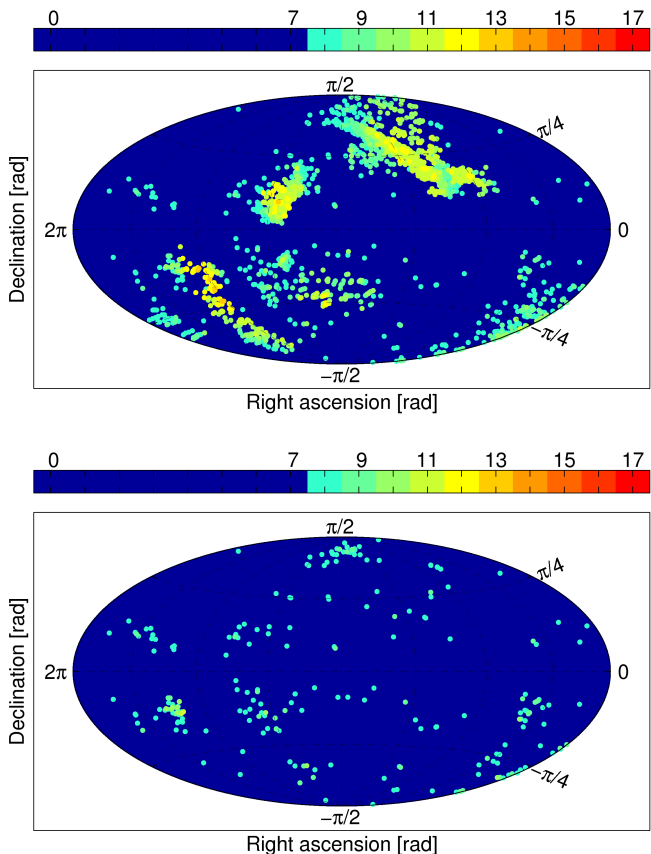 0 7 9 11 13 15 17
π/2
π/4
Declination [rad]
2π
0
−π/4
−π/2
Right ascension [rad]
0 7 9 11 13 15 17
π/2
π/4
Declination [rad]
2π
0
−π/4
−π/2
Right ascension [rad]